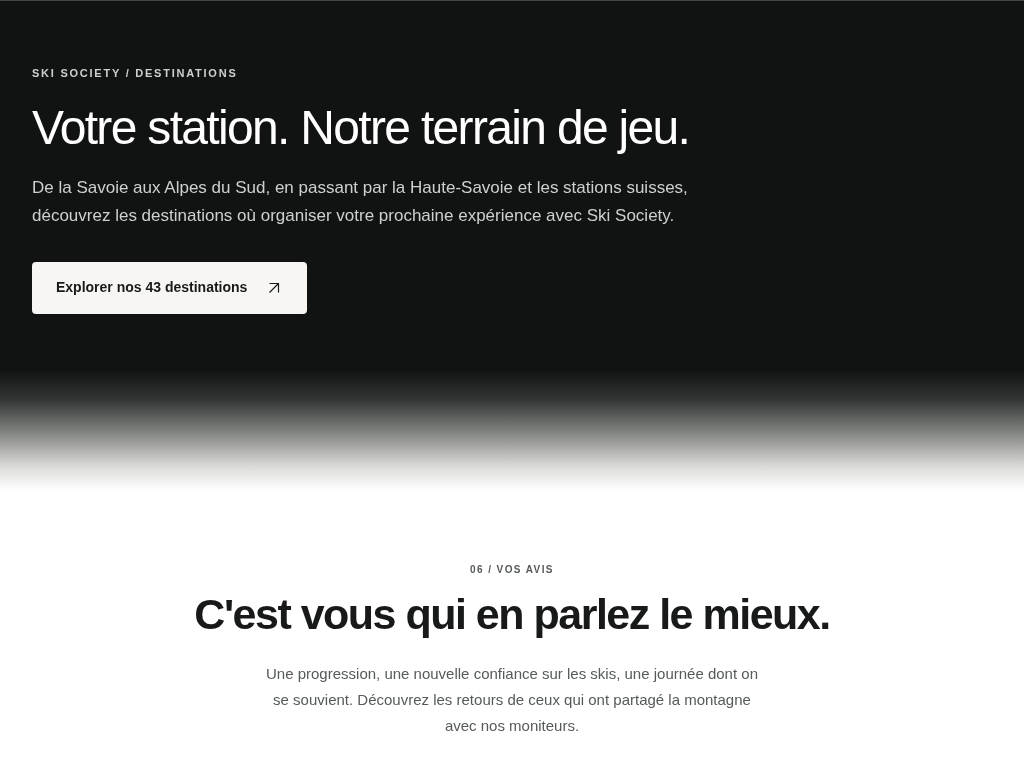 SKI SOCIETY / DESTINATIONS
Votre station. Notre terrain de jeu.
De la Savoie aux Alpes du Sud, en passant par la Haute-Savoie et les stations suisses,
découvrez les destinations où organiser votre prochaine expérience avec Ski Society.
Explorer nos 43 destinations
06 / VOS AVIS
C'est vous qui en parlez le mieux.
Une progression, une nouvelle confiance sur les skis, une journée dont on
se souvient. Découvrez les retours de ceux qui ont partagé la montagne
avec nos moniteurs.